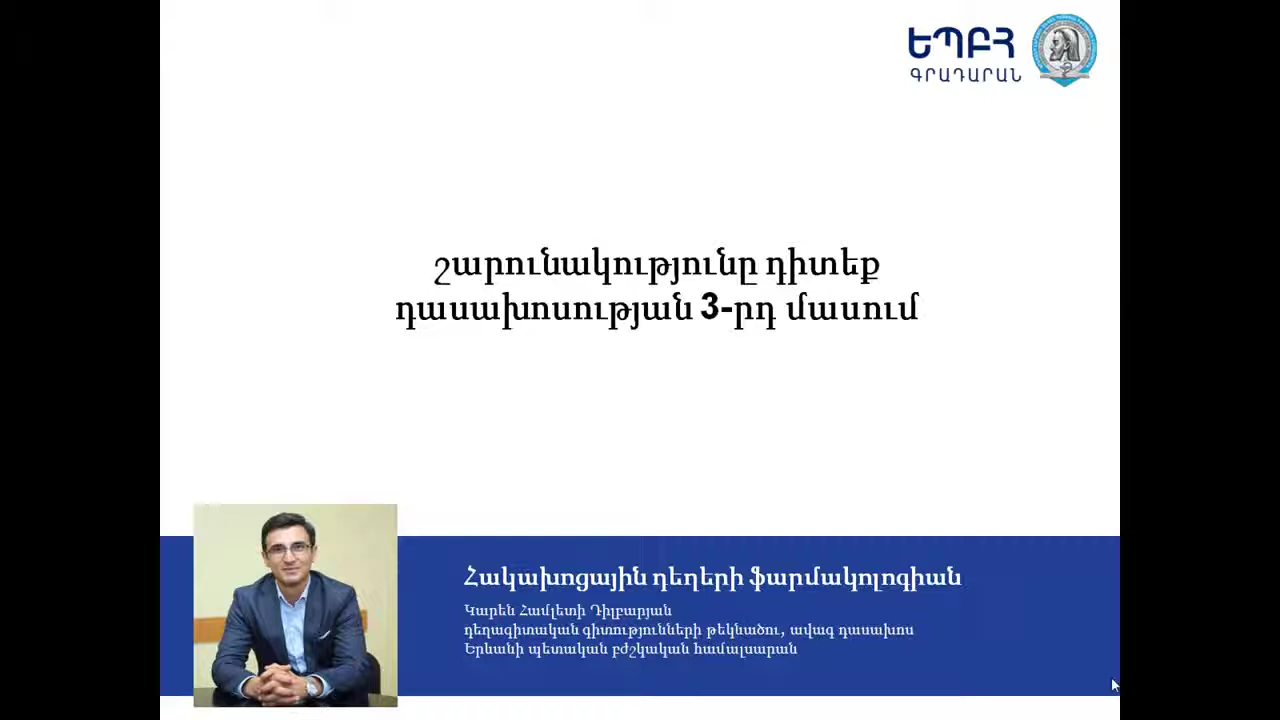 ԵՊԲՀ
ԳՐԱԴԱՐԱՆ
շարունակությունը դիտեք
դասախոսության 3-րդ մասում
Հակախոցային դեղերի ֆարմակոլոգիան
Կարեն Համլետի Դիլբարյան
դեղագիտական գիտությունների թեկնածու, ավագ դասախոս
Երևանի պետական բժշկական համալսարան